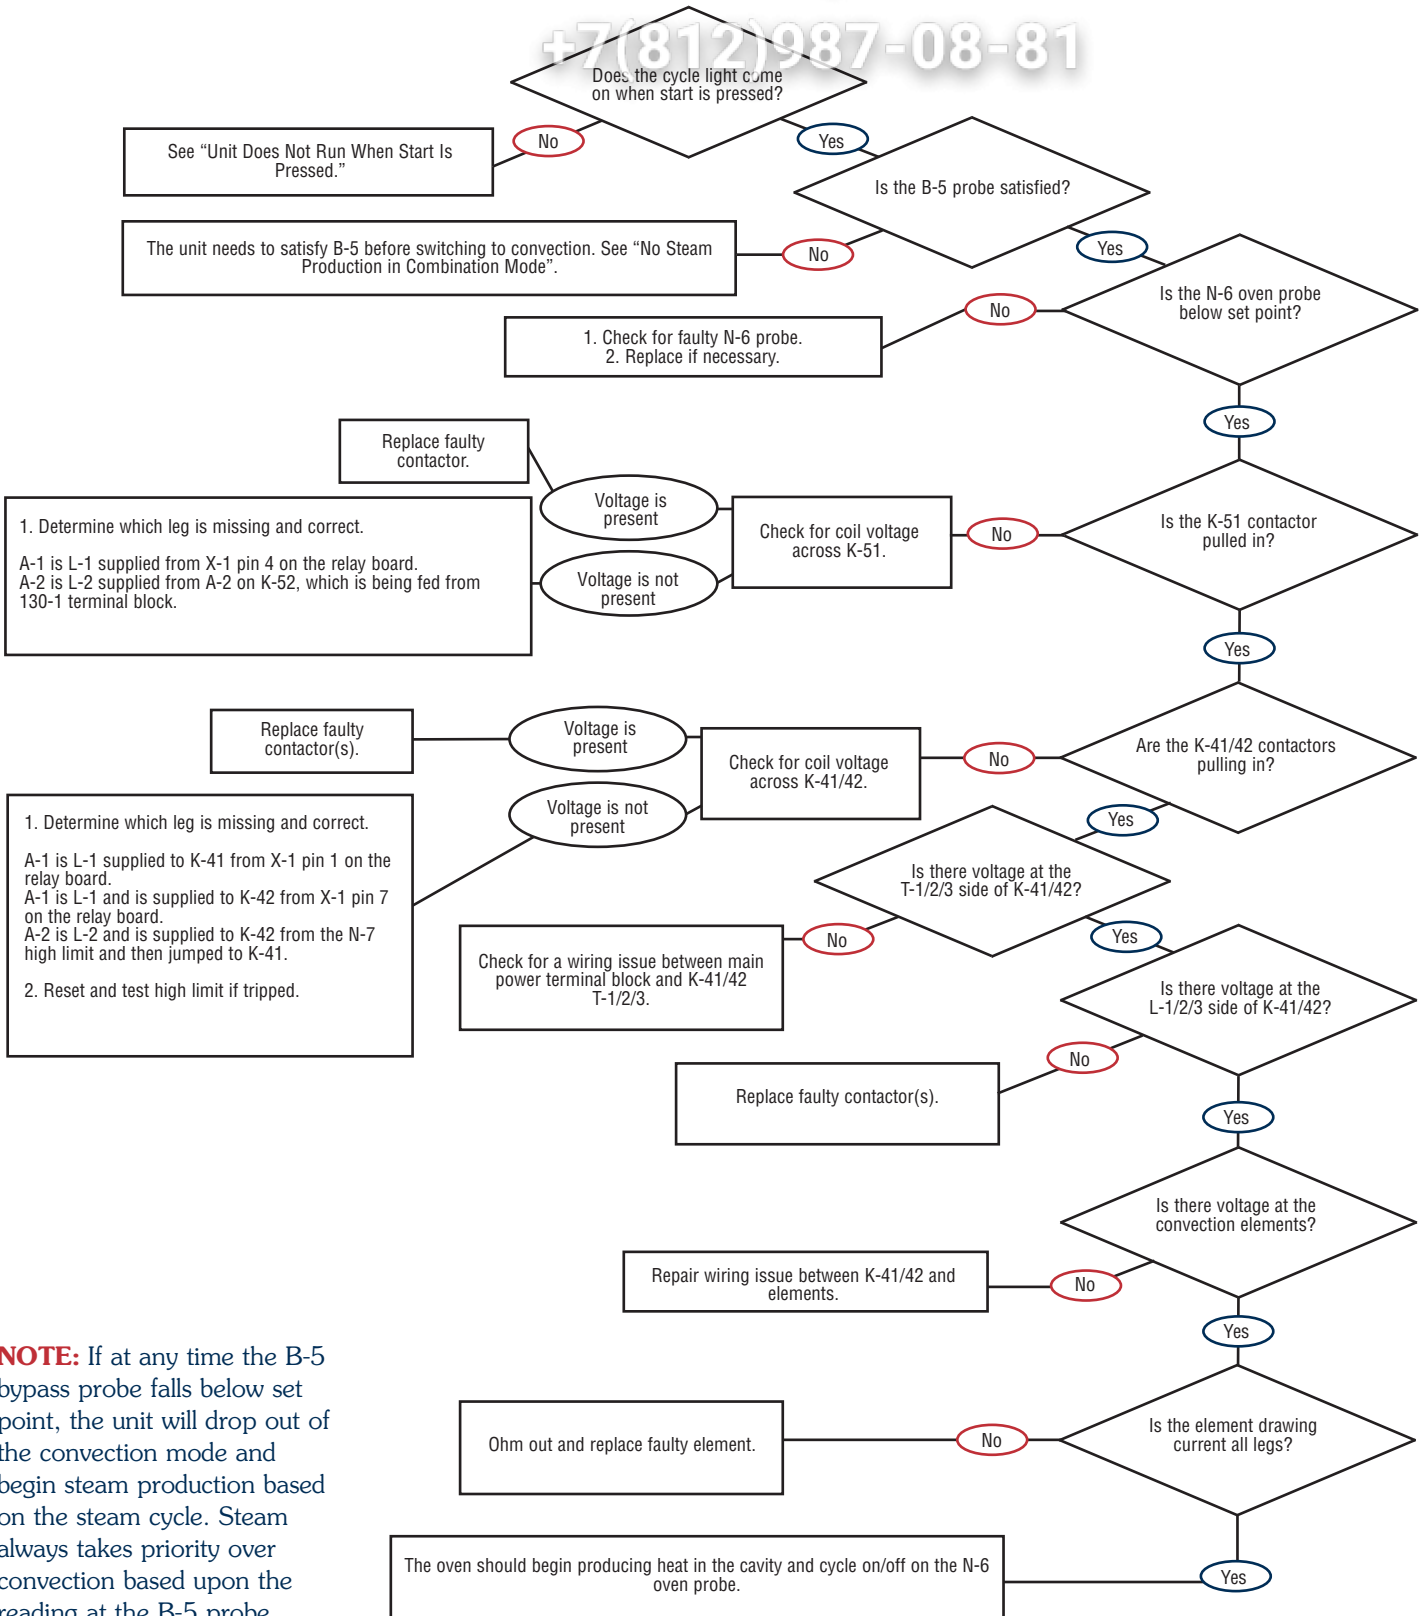 +7(812)987-08-81
Does the cycle light come
on when start is pressed?
No
Yes
See “Unit Does Not Run When Start Is
Pressed.”
Is the B-5 probe satisfied?
The unit needs to satisfy B-5 before switching to convection. See “No Steam
Production in Combination Mode”.
No
Yes
Is the N-6 oven probe
below set point?
No
1. Check for faulty N-6 probe.
2. Replace if necessary.
Yes
Replace faulty
contactor.
Voltage is
present
Check for coil voltage
across K-51.
No
Is the K-51 contactor
pulled in?
1. Determine which leg is missing and correct.
A-1 is L-1 supplied from X-1 pin 4 on the relay board.
A-2 is L-2 supplied from A-2 on K-52, which is being fed from
130-1 terminal block.
Voltage is not
present
Yes
Replace faulty
contactor(s).
Voltage is
present
Check for coil voltage
across K-41/42.
No
Are the K-41/42 contactors
pulling in?
Voltage is not
present
1. Determine which leg is missing and correct.
A-1 is L-1 supplied to K-41 from X-1 pin 1 on the
relay board.
A-1 is L-1 and is supplied to K-42 from X-1 pin 7
on the relay board.
A-2 is L-2 and is supplied to K-42 from the N-7
high limit and then jumped to K-41.
2. Reset and test high limit if tripped.
Yes
Is there voltage at the
T-1/2/3 side of K-41/42?
No
Yes
Check for a wiring issue between main
power terminal block and K-41/42
T-1/2/3.
Is there voltage at the
L-1/2/3 side of K-41/42?
No
Replace faulty contactor(s).
Yes
Is there voltage at the
convection elements?
Repair wiring issue between K-41/42 and
elements.
No
Yes
Is the element drawing
current all legs?
Ohm out and replace faulty element.
No
Yes
The oven should begin producing heat in the cavity and cycle on/off on the N-6
oven probe.
NOTE: If at any time the B-5
bypass probe falls below set
point, the unit will drop out of
the convection mode and
begin steam production based
on the steam cycle. Steam
always takes priority over
convection based upon the
reading at the B-5 probe